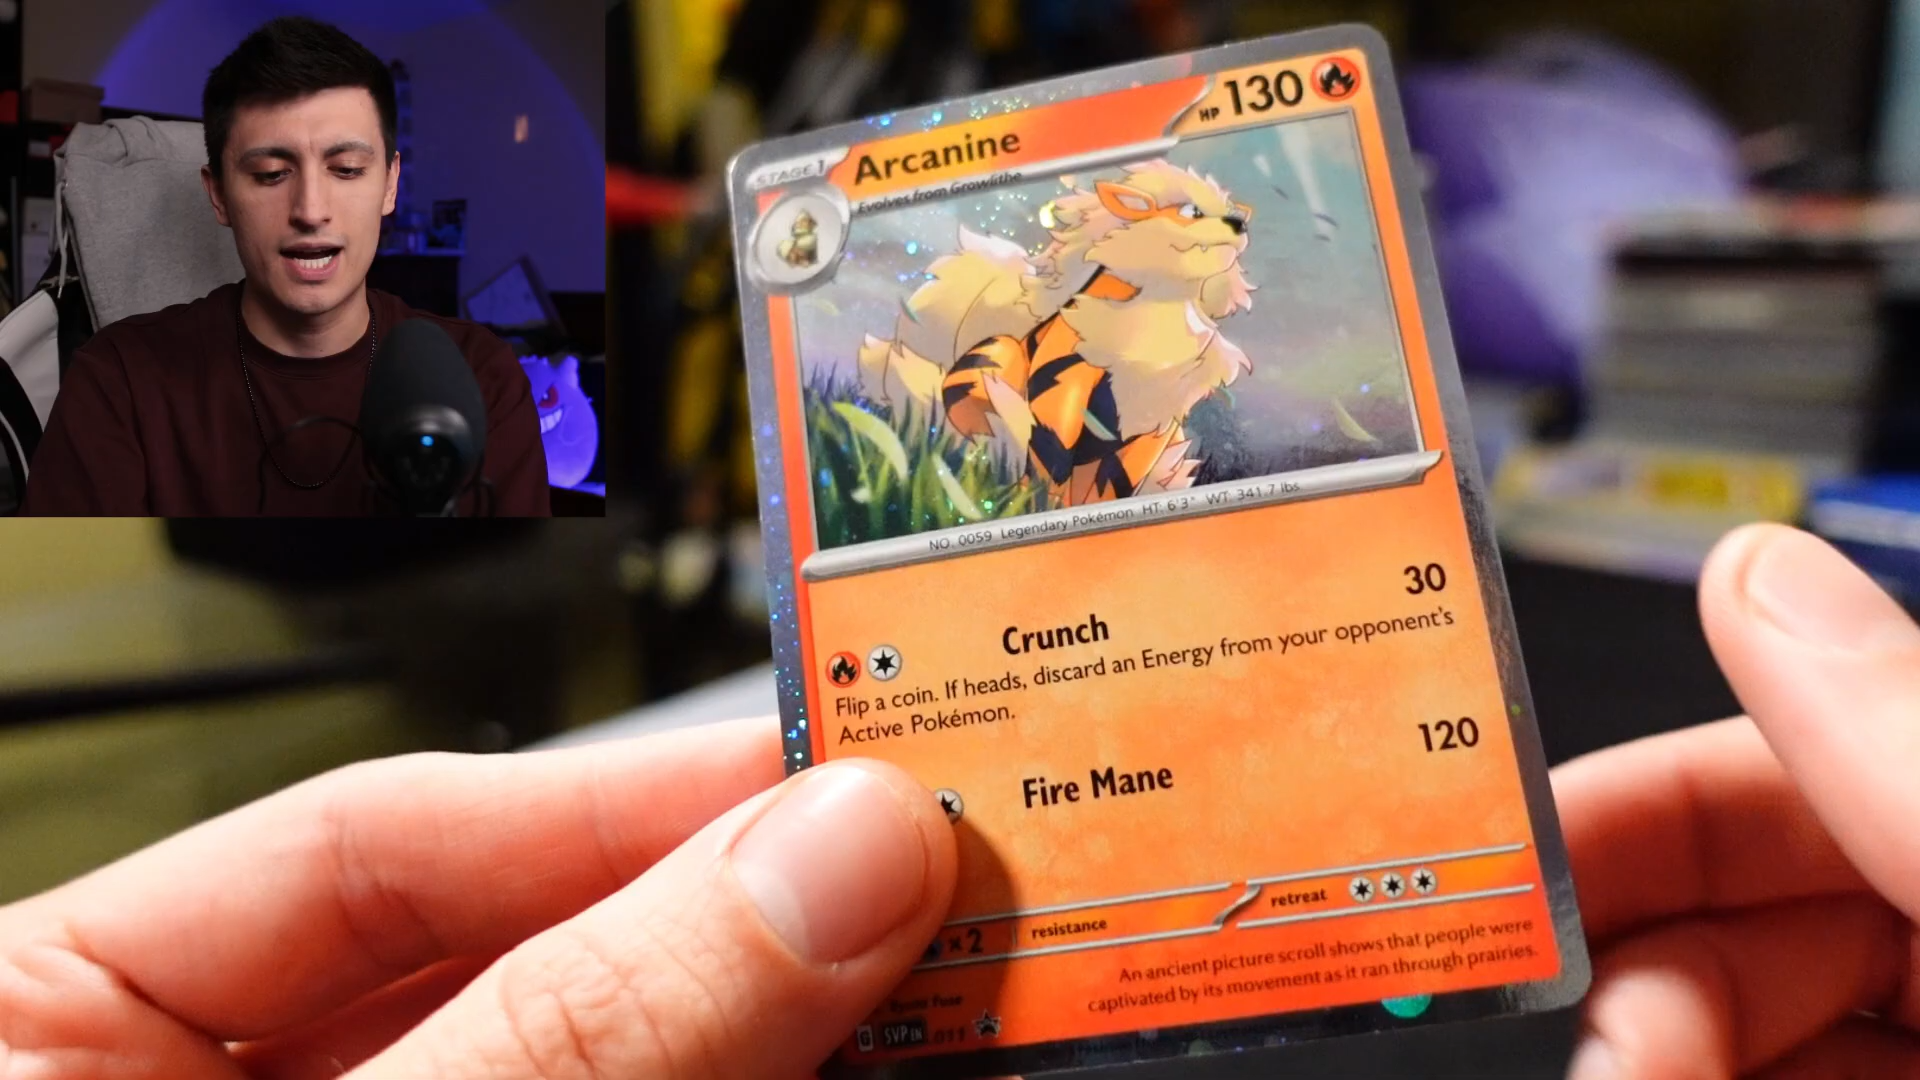 STAGE 1
Arcanine
HP 130
Evolves from Growlithe
NO. 0059 Legendary Pokémon HT: 6'3" WT: 341.7 lbs
Crunch 30
Flip a coin. If heads, discard an Energy from your opponent's
Active Pokémon.
Fire Mane 120
×2 resistance retreat
An ancient picture scroll shows that people were
captivated by its movement as it ran through prairies.
G SVP EN 011